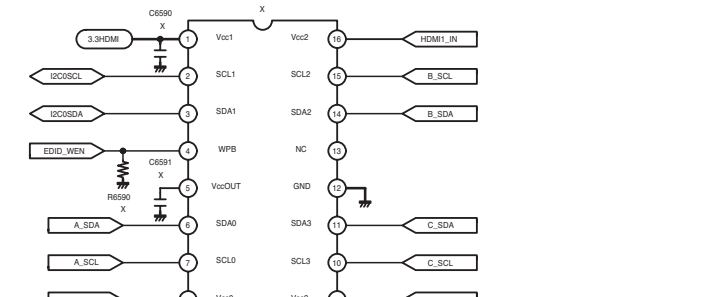 C6590
X
X
3.3HDMI
1
Vcc1
Vcc2
16
HDMI1_IN
I2C0SCL
2
SCL1
SCL2
15
B_SCL
I2C0SDA
3
SDA1
SDA2
14
B_SDA
EDID_WEN
4
WPB
NC
13
C6591
X
5
VccOUT
GND
12
R6590
X
A_SDA
6
SDA0
SDA3
11
C_SDA
A_SCL
7
SCL0
SCL3
10
C_SCL